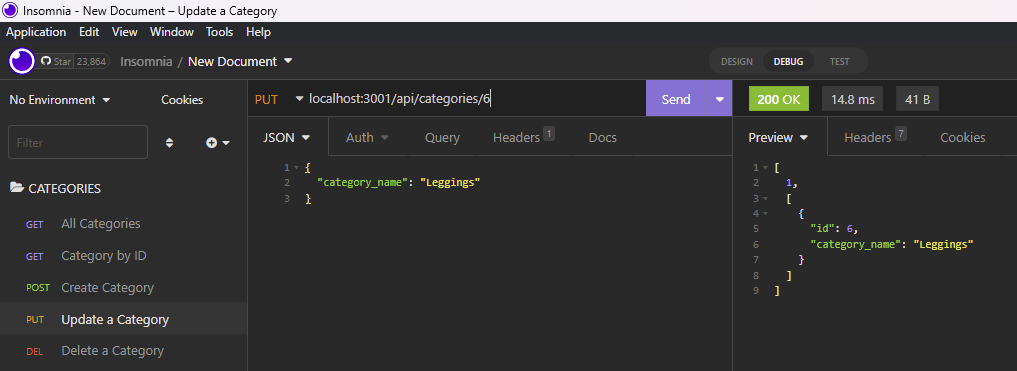 Insomnia - New Document – Update a Category
Application Edit View Window Tools Help
Star 23,864 Insomnia / New Document DESIGN DEBUG TEST
No Environment Cookies
Filter
CATEGORIES
GET All Categories
GET Category by ID
POST Create Category
PUT Update a Category
DEL Delete a Category
PUT localhost:3001/api/categories/6 Send
JSON Auth Query Headers 1 Docs
1 {
2 "category_name": "Leggings"
3 }
200 OK 14.8 ms 41 B
Preview Headers 7 Cookies
1 [
2 1,
3 [
4 {
5 "id": 6,
6 "category_name": "Leggings"
7 }
8 ]
9 ]